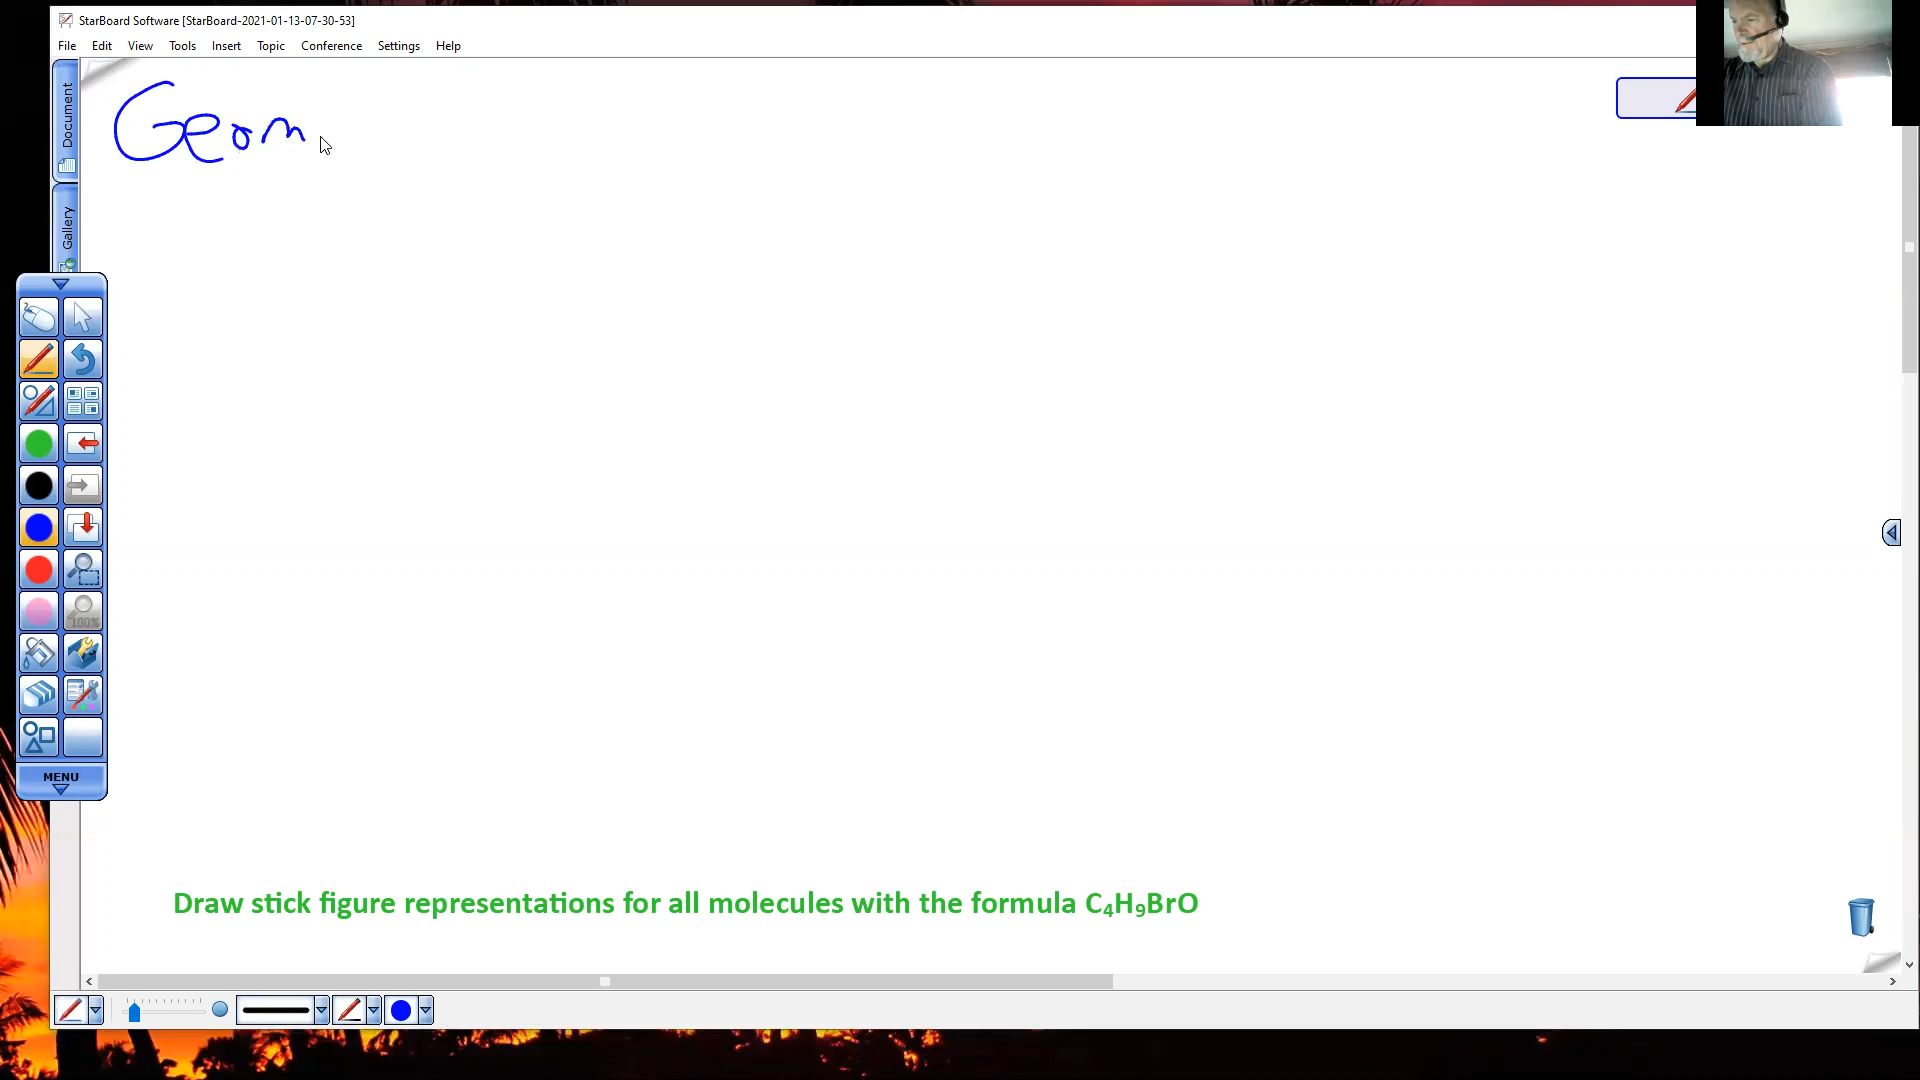 StarBoard Software [StarBoard-2021-01-13-07-30-53]
File Edit View Tools Insert Topic Conference Settings Help
Document
Geom
Gallery
100%
MENU
Draw stick figure representations for all molecules with the formula C₄H₉BrO